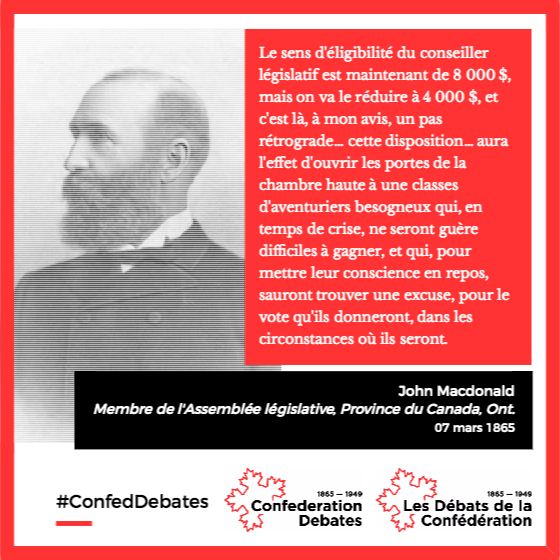 Le sens d'éligibilité du conseiller
législatif est maintenant de 8 000 $,
mais on va le réduire à 4 000 $, et
c'est là, à mon avis, un pas
rétrograde... cette disposition... aura
l'effet d'ouvrir les portes de la
chambre haute à une classes
d'aventuriers besogneux qui, en
temps de crise, ne seront guère
difficiles à gagner, et qui, pour
mettre leur conscience en repos,
sauront trouver une excuse, pour le
vote qu'ils donneront, dans les
circonstances où ils seront.
John Macdonald
Membre de l'Assemblée législative, Province du Canada, Ont.
07 mars 1865
#ConfedDebates
1865 — 1949
Confederation
Debates
1865 — 1949
Les Débats de la
Confédération